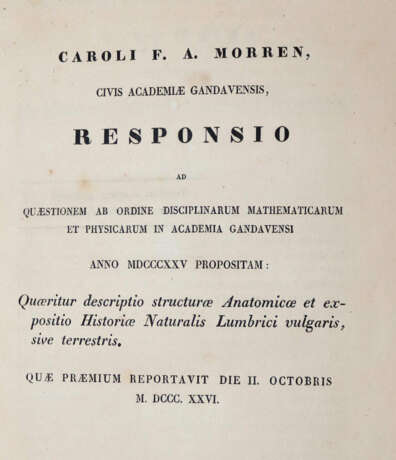 CAROLI F. A. MORREN,
CIVIS ACADEMIÆ GANDAVENSIS,
RESPONSIO
AD
QUÆSTIONEM AB ORDINE DISCIPLINARUM MATHEMATICARUM
ET PHYSICARUM IN ACADEMIA GANDAVENSI
ANNO MDCCCXXV PROPOSITAM:
Quæritur descriptio structuræ Anatomicæ et ex-
positio Historiæ Naturalis Lumbrici vulgaris,
sive terrestris.
QUÆ PRÆMIUM REPORTAVIT DIE II. OCTOBRIS
M. DCCC. XXVI.